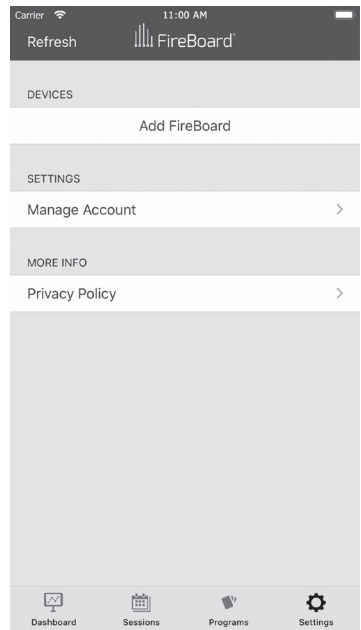 Carrier 11:00 AM
Refresh FireBoard®
DEVICES
Add FireBoard
SETTINGS
Manage Account
MORE INFO
Privacy Policy
Dashboard Sessions Programs Settings